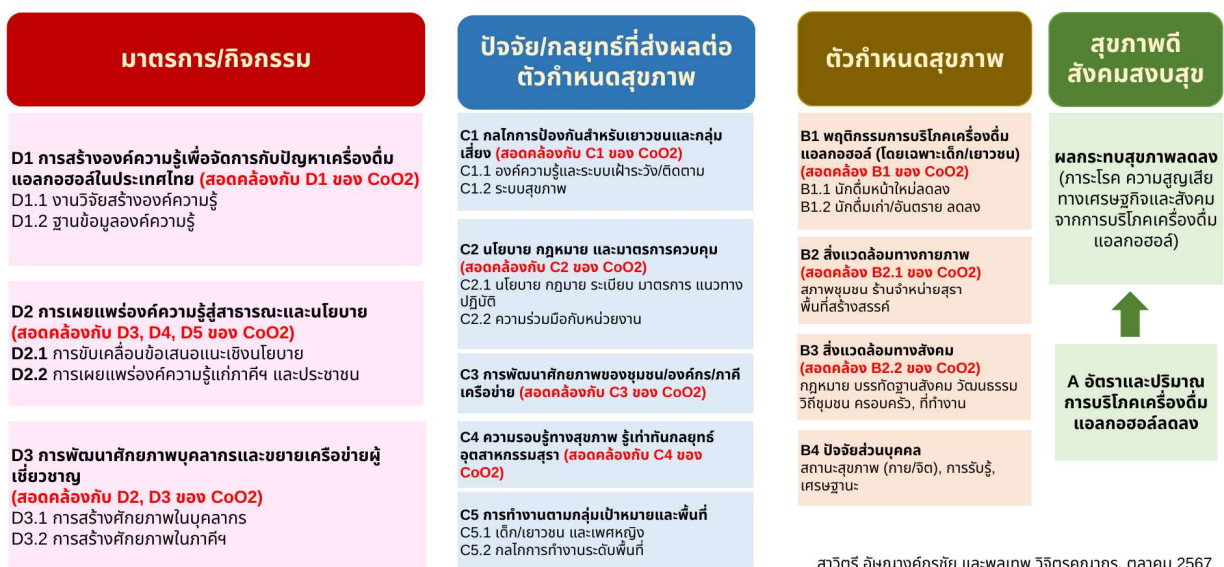 มาตรการ/กิจกรรม
D1 การสร้างองค์ความรู้เพื่อจัดการกับปัญหาเครื่องดื่ม
แอลกอฮอล์ในประเทศไทย (สอดคล้องกับ D1 ของ CoO2)
D1.1 งานวิจัยสร้างองค์ความรู้
D1.2 ฐานข้อมูลองค์ความรู้
D2 การเผยแพร่องค์ความรู้สู่สาธารณะและนโยบาย
(สอดคล้องกับ D3, D4, D5 ของ CoO2)
D2.1 การขับเคลื่อนข้อเสนอแนะเชิงนโยบาย
D2.2 การเผยแพร่องค์ความรู้แก่ภาคีฯ และประชาชน
D3 การพัฒนาศักยภาพบุคลากรและขยายเครือข่ายผู้
เชี่ยวชาญ
(สอดคล้องกับ D2, D3 ของ CoO2)
D3.1 การสร้างศักยภาพในบุคลากร
D3.2 การสร้างศักยภาพในภาคีฯ
ปัจจัย/กลยุทธ์ที่ส่งผลต่อ
ตัวกำหนดสุขภาพ
C1 กลไกการป้องกันสำหรับเยาวชนและกลุ่ม
เสี่ยง (สอดคล้องกับ C1 ของ CoO2)
C1.1 องค์ความรู้และระบบเฝ้าระวัง/ติดตาม
C1.2 ระบบสุขภาพ
C2 นโยบาย กฎหมาย และมาตรการควบคุม
(สอดคล้องกับ C2 ของ CoO2)
C2.1 นโยบาย กฎมาย ระเบียบ มาตรการ แนวทาง
ปฏิบัติ
C2.2 ความร่วมมือกับหน่วยงาน
C3 การพัฒนาศักยภาพของชุมชน/องค์กร/ภาคี
เครือข่าย (สอดคล้องกับ C3 ของ CoO2)
C4 ความรอบรู้ทางสุขภาพ รู้เท่าทันกลยุทธ์
อุตสาหกรรมสุรา (สอดคล้องกับ C4 ของ
CoO2)
C5 การทำงานตามกลุ่มเป้าหมายและพื้นที่
C5.1 เด็ก/เยาวชน และเพศหญิง
C5.2 กลไกการทำงานระดับพื้นที่
ตัวกำหนดสุขภาพ
B1 พฤติกรรมการบริโภคเครื่องดื่ม
แอลกอฮอล์ (โดยเฉพาะเด็ก/เยาวชน)
(สอดคล้อง B1 ของ CoO2)
B1.1 นักดื่มหน้าใหม่ลดลง
B1.2 นักดื่มเก่า/อันตราย ลดลง
B2 สิ่งแวดล้อมทางกายภาพ
(สอดคล้อง B2.1 ของ CoO2)
สภาพชุมชน ร้านจำหน่ายสุรา
พื้นที่สร้างสรรค์
B3 สิ่งแวดล้อมทางสังคม
(สอดคล้อง B2.2 ของ CoO2)
กฎหมาย บรรทัดฐานสังคม วัฒนธรรม
วิถีชุมชน ครอบครัว, ที่ทำงาน
B4 ปัจจัยส่วนบุคคล
สถานะสุขภาพ (กาย/จิต), การรับรู้,
เศรษฐานะ
สุขภาพดี
สังคมสงบสุข
ผลกระทบสุขภาพลดลง
(ภาระโรค ความสูญเสีย
ทางเศรษฐกิจและสังคม
จากการบริโภคเครื่องดื่ม
แอลกอฮอล์)
A อัตราและปริมาณ
การบริโภคเครื่องดื่ม
แอลกอฮอล์ลดลง
สาวิตรี อัษณางค์กรชัย และพลเทพ วิจิตรคุณากร, ตุลาคม 2567